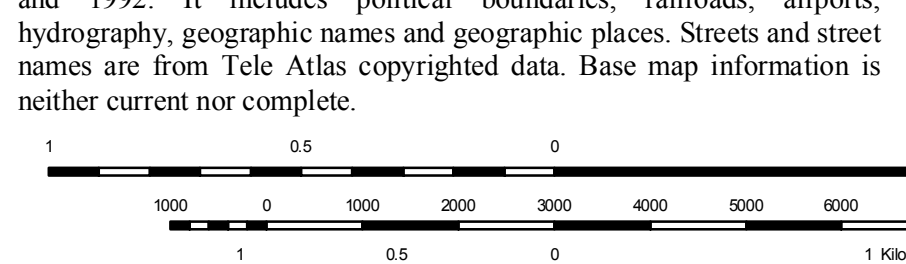 and 1992. It includes political boundaries, railroads, airports,
hydrography, geographic names and geographic places. Streets and street
names are from Tele Atlas copyrighted data. Base map information is
neither current nor complete.
1 0.5 0
1000 0 1000 2000 3000 4000 5000 6000
1 0.5 0 1 Kilo